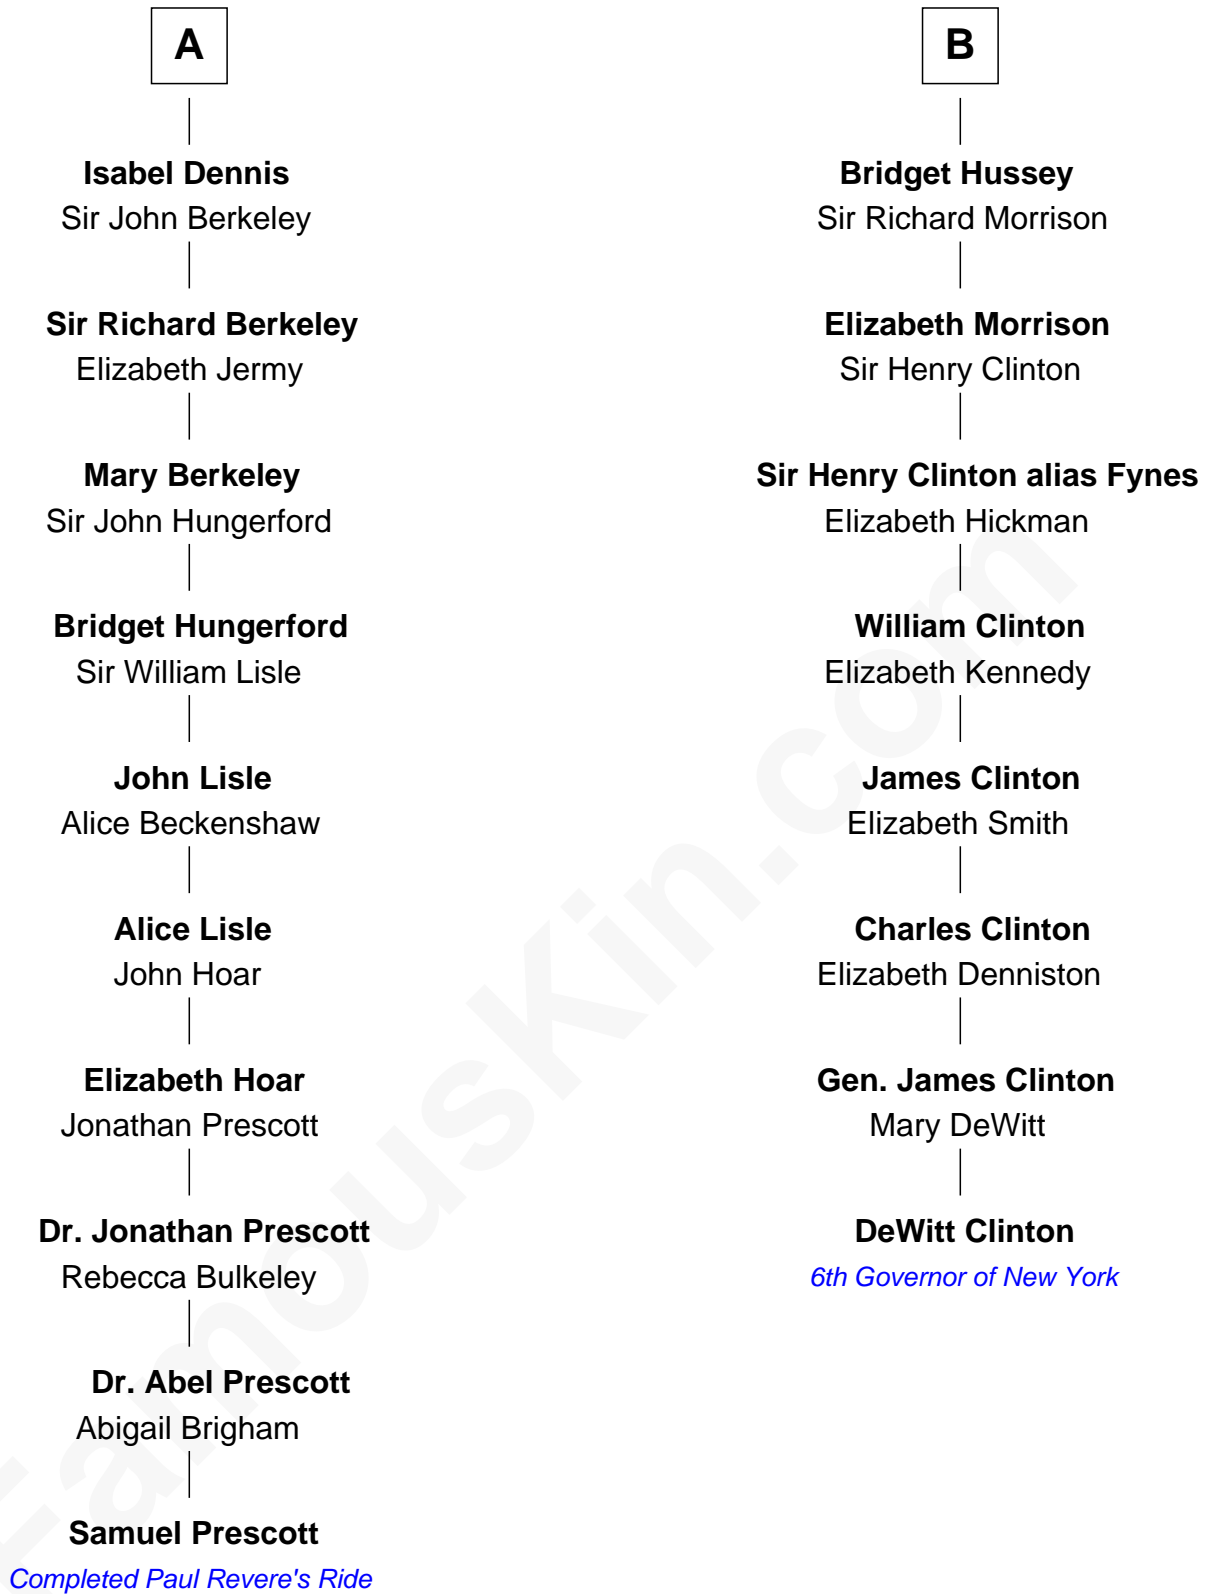 A
Isabel Dennis
Sir John Berkeley
Sir Richard Berkeley
Elizabeth Jermy
Mary Berkeley
Sir John Hungerford
Bridget Hungerford
Sir William Lisle
John Lisle
Alice Beckenshaw
Alice Lisle
John Hoar
Elizabeth Hoar
Jonathan Prescott
Dr. Jonathan Prescott
Rebecca Bulkeley
Dr. Abel Prescott
Abigail Brigham
Samuel Prescott
Completed Paul Revere's Ride
B
Bridget Hussey
Sir Richard Morrison
Elizabeth Morrison
Sir Henry Clinton
Sir Henry Clinton alias Fynes
Elizabeth Hickman
William Clinton
Elizabeth Kennedy
James Clinton
Elizabeth Smith
Charles Clinton
Elizabeth Denniston
Gen. James Clinton
Mary DeWitt
DeWitt Clinton
6th Governor of New York
FamousKin.com